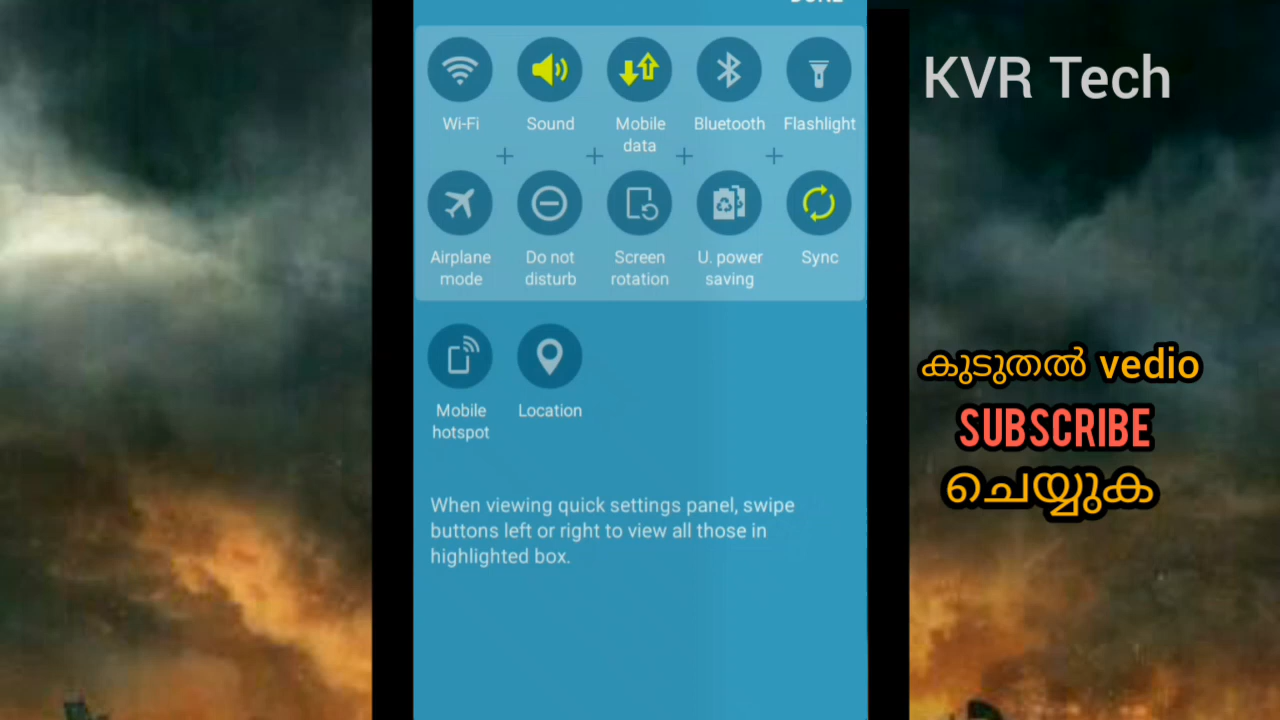 DONE
KVR Tech
Wi-Fi
Sound
Mobile
data
Bluetooth
Flashlight
Airplane
mode
Do not
disturb
Screen
rotation
U. power
saving
Sync
Mobile
hotspot
Location
When viewing quick settings panel, swipe
buttons left or right to view all those in
highlighted box.
കുടുതൽ vedio
SUBSCRIBE
ചെയ്യുക